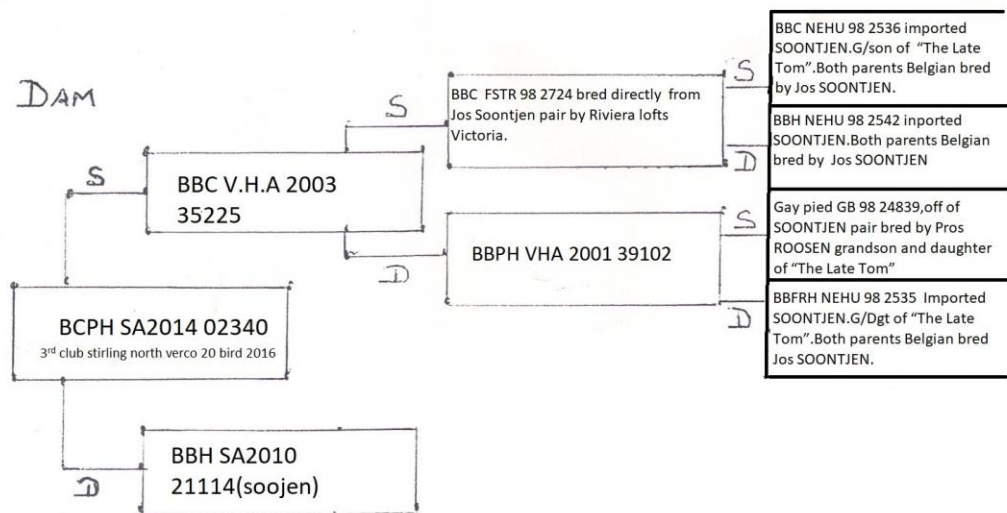 DAM
S
BBC V.H.A 2003
35225
S
BBC FSTR 98 2724 bred directly from
Jos Soontjen pair by Riviera lofts
Victoria.
S
BBC NEHU 98 2536 imported
SOONTJEN.G/son of "The Late
Tom".Both parents Belgian bred
by Jos SOONTJEN.
D
BBH NEHU 98 2542 inported
SOONTJEN.Both parents Belgian
bred by Jos SOONTJEN
D
BBPH VHA 2001 39102
S
Gay pied GB 98 24839,off of
SOONTJEN pair bred by Pros
ROOSEN grandson and daughter
of "The Late Tom"
D
BBFRH NEHU 98 2535 Imported
SOONTJEN.G/Dgt of "The Late
Tom".Both parents Belgian bred
Jos SOONTJEN.
BCPH SA2014 02340
3rd club stirling north verco 20 bird 2016
D
BBH SA2010
21114(soojen)